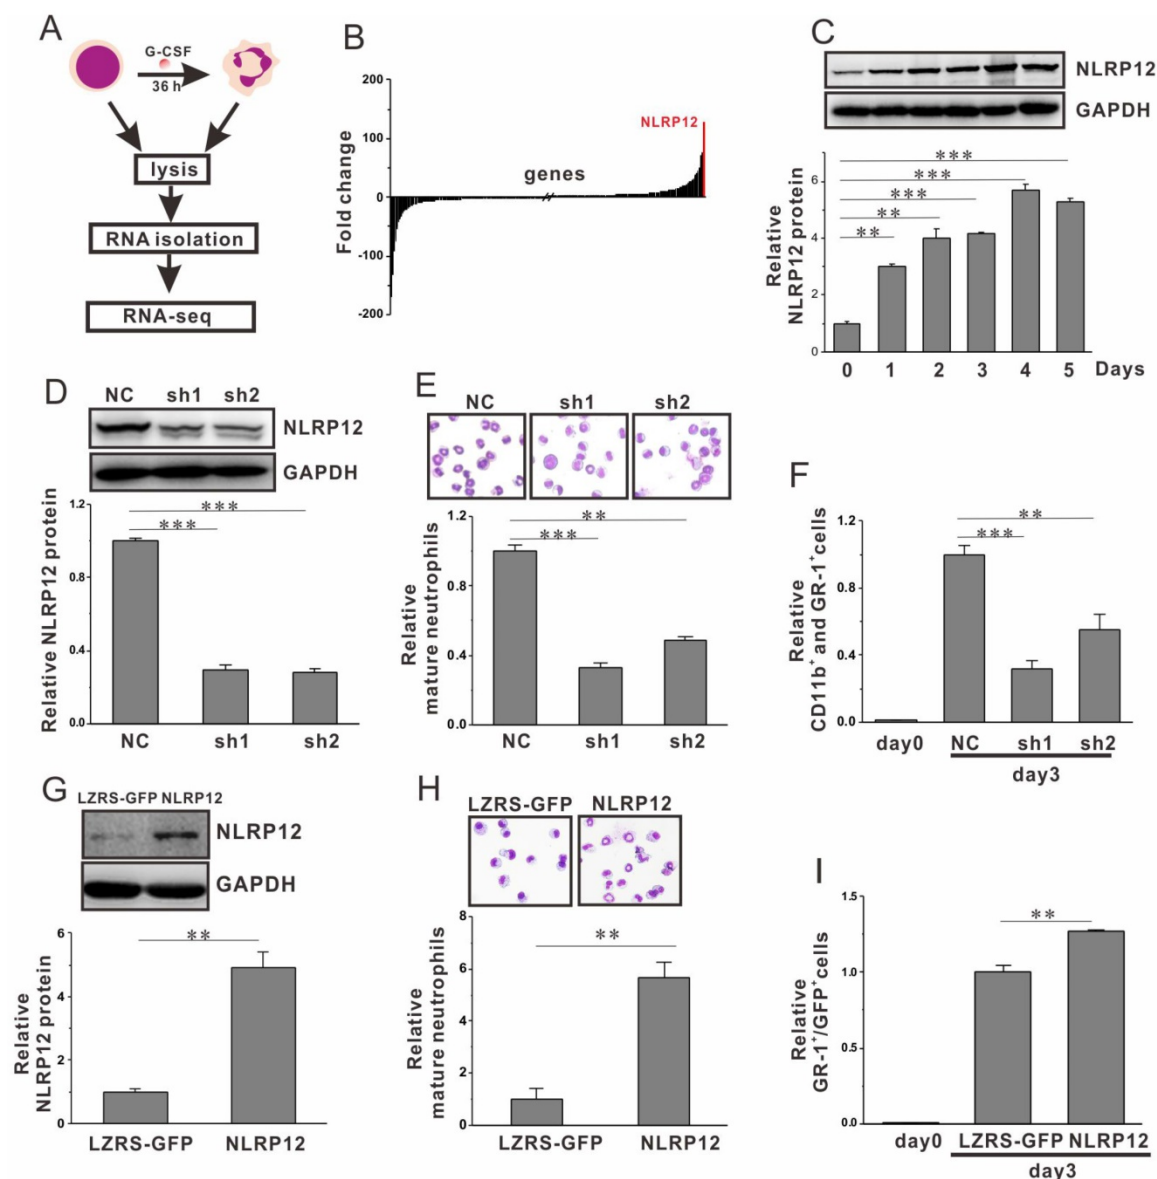 A
G-CSF
36 h
lysis
RNA isolation
RNA-seq
B
Fold change
200
100
0
-100
-200
genes
NLRP12
C
NLRP12
GAPDH
Relative
NLRP12 protein
6
4
2
0
***
***
***
**
**
0 1 2 3 4 5 Days
D
NC sh1 sh2
NLRP12
GAPDH
Relative NLRP12 protein
1.2
0.9
0.6
0.3
0.0
***
***
NC sh1 sh2
E
NC sh1 sh2
Relative
mature neutrophils
1.2
0.8
0.4
0.0
**
***
NC sh1 sh2
F
Relative
CD11b⁺ and GR-1⁺cells
1.2
0.8
0.4
0.0
**
***
day0 NC sh1 sh2
day3
G
LZRS-GFP NLRP12
NLRP12
GAPDH
Relative
NLRP12 protein
6
4
2
0
**
LZRS-GFP NLRP12
H
LZRS-GFP NLRP12
Relative
mature neutrophils
8
6
4
2
0
**
LZRS-GFP NLRP12
I
Relative
GR-1⁺/GFP⁺cells
1.5
1.0
0.5
0.0
**
day0 LZRS-GFP NLRP12
day3